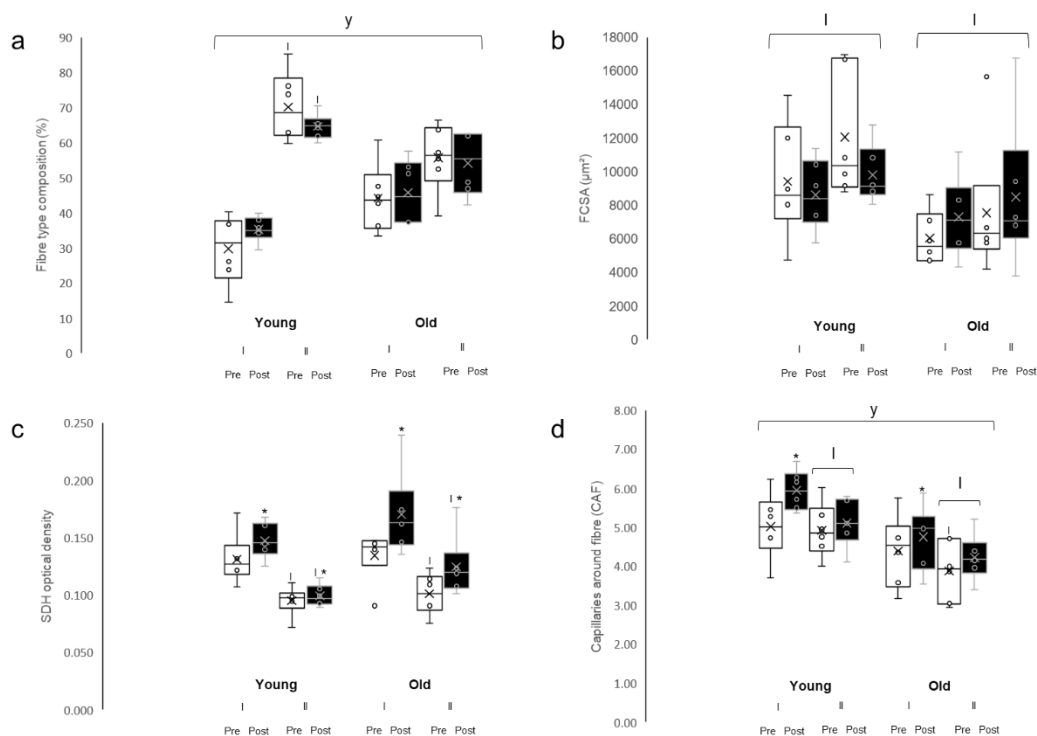 a
y
Fibre type composition (%)
90
80
70
60
50
40
30
20
10
0
I
I
Young Old
I II I II
Pre Post Pre Post Pre Post Pre Post
b
I I
FCSA (µm²)
18000
16000
14000
12000
10000
8000
6000
4000
2000
0
Young Old
I II I II
Pre Post Pre Post Pre Post Pre Post
c
SDH optical density
0.250
0.200
0.150
0.100
0.050
0.000
*
I
I *
*
I
I *
Young Old
I II I II
Pre Post Pre Post Pre Post Pre Post
d
y
Capillaries around fibre (CAF)
8.00
7.00
6.00
5.00
4.00
3.00
2.00
1.00
0.00
*
I
*
I
I
Young Old
I II I II
Pre Post Pre Post Pre Post Pre Post